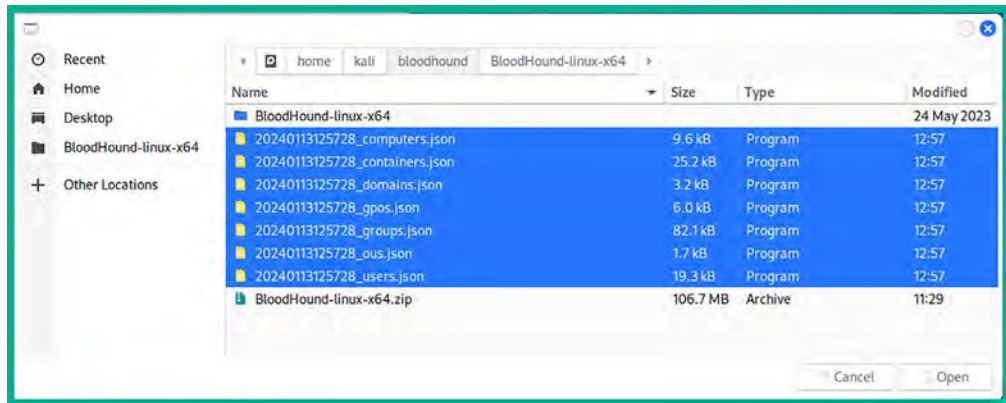 Recent
Home
Desktop
BloodHound-linux-x64
Other Locations
home kali bloodhound BloodHound-linux-x64
Name Size Type Modified
BloodHound-linux-x64 24 May 2023
20240113125728_computers.json 9.6 kB Program 12:57
20240113125728_containers.json 25.2 kB Program 12:57
20240113125728_domains.json 3.2 kB Program 12:57
20240113125728_gpos.json 6.0 kB Program 12:57
20240113125728_groups.json 82.1 kB Program 12:57
20240113125728_ous.json 1.7 kB Program 12:57
20240113125728_users.json 19.3 kB Program 12:57
BloodHound-linux-x64.zip 106.7 MB Archive 11:29
Cancel Open